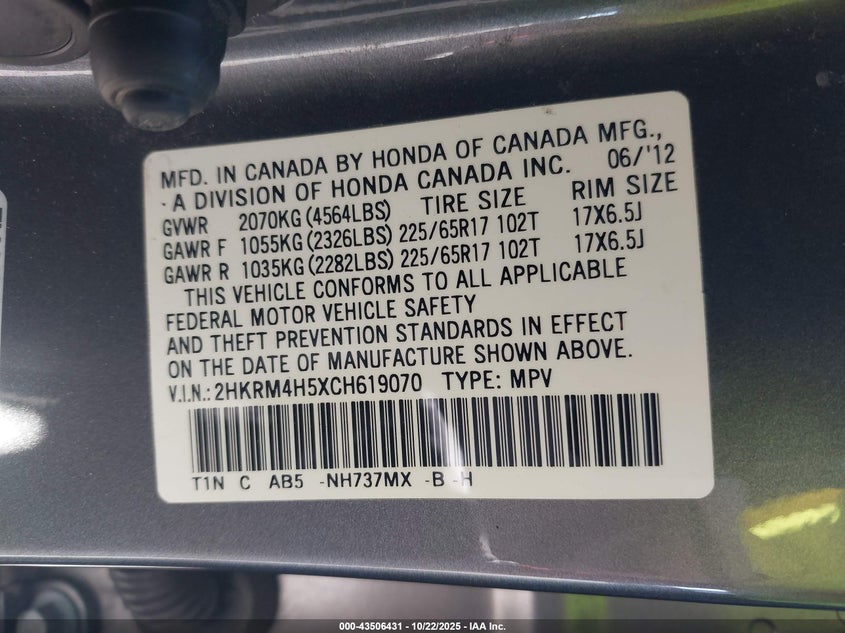 MFD. IN CANADA BY HONDA OF CANADA MFG.,
A DIVISION OF HONDA CANADA INC. 06/'12
GVWR 2070KG (4564LBS) TIRE SIZE RIM SIZE
GAWR F 1055KG (2326LBS) 225/65R17 102T 17X6.5J
GAWR R 1035KG (2282LBS) 225/65R17 102T 17X6.5J
THIS VEHICLE CONFORMS TO ALL APPLICABLE
FEDERAL MOTOR VEHICLE SAFETY
AND THEFT PREVENTION STANDARDS IN EFFECT
ON THE DATE OF MANUFACTURE SHOWN ABOVE.
V.I.N.: 2HKRM4H5XCH619070 TYPE: MPV
T1N C AB5 -NH737MX -B -H
000-43506431 - 10/22/2025 - IAA Inc.